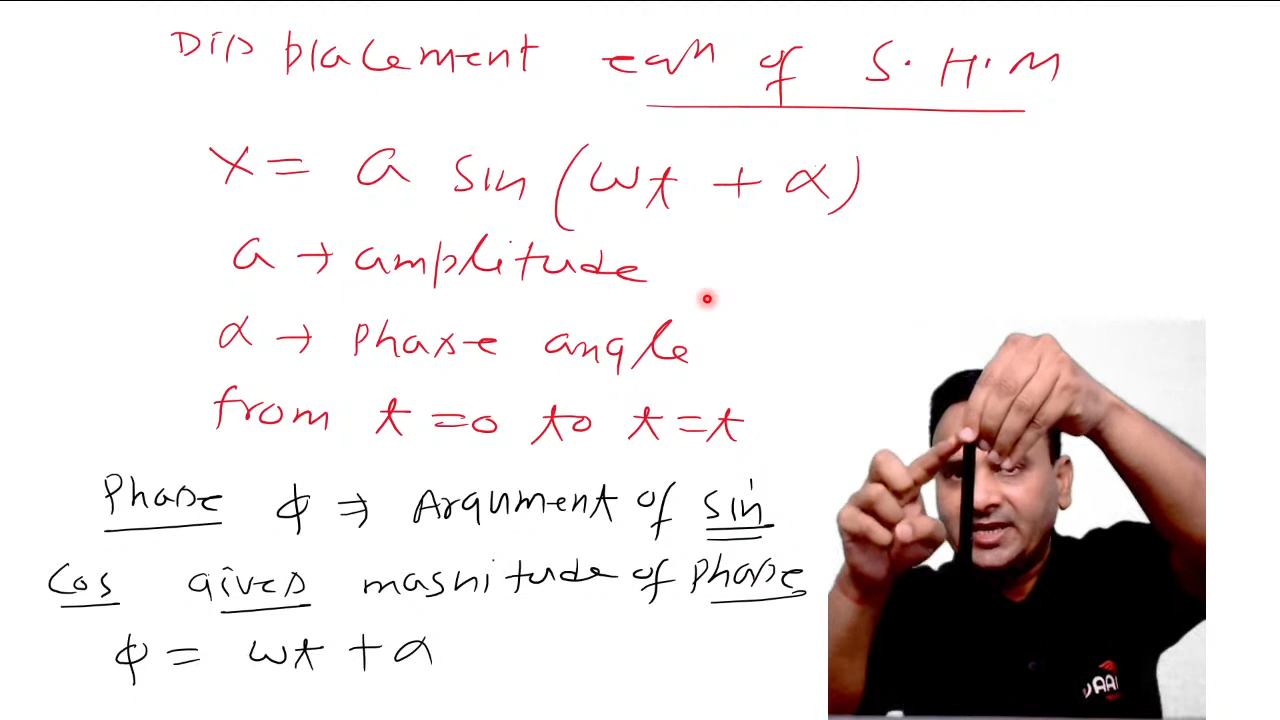 Displacement eqn of S.H.M
x = a sin (ωt + α)
a → amplitude
α → phase angle
from t = 0 to t = t
Phase ϕ ⇒ Argument of sin
Cos gives magnitude of phase
ϕ = ωt + α